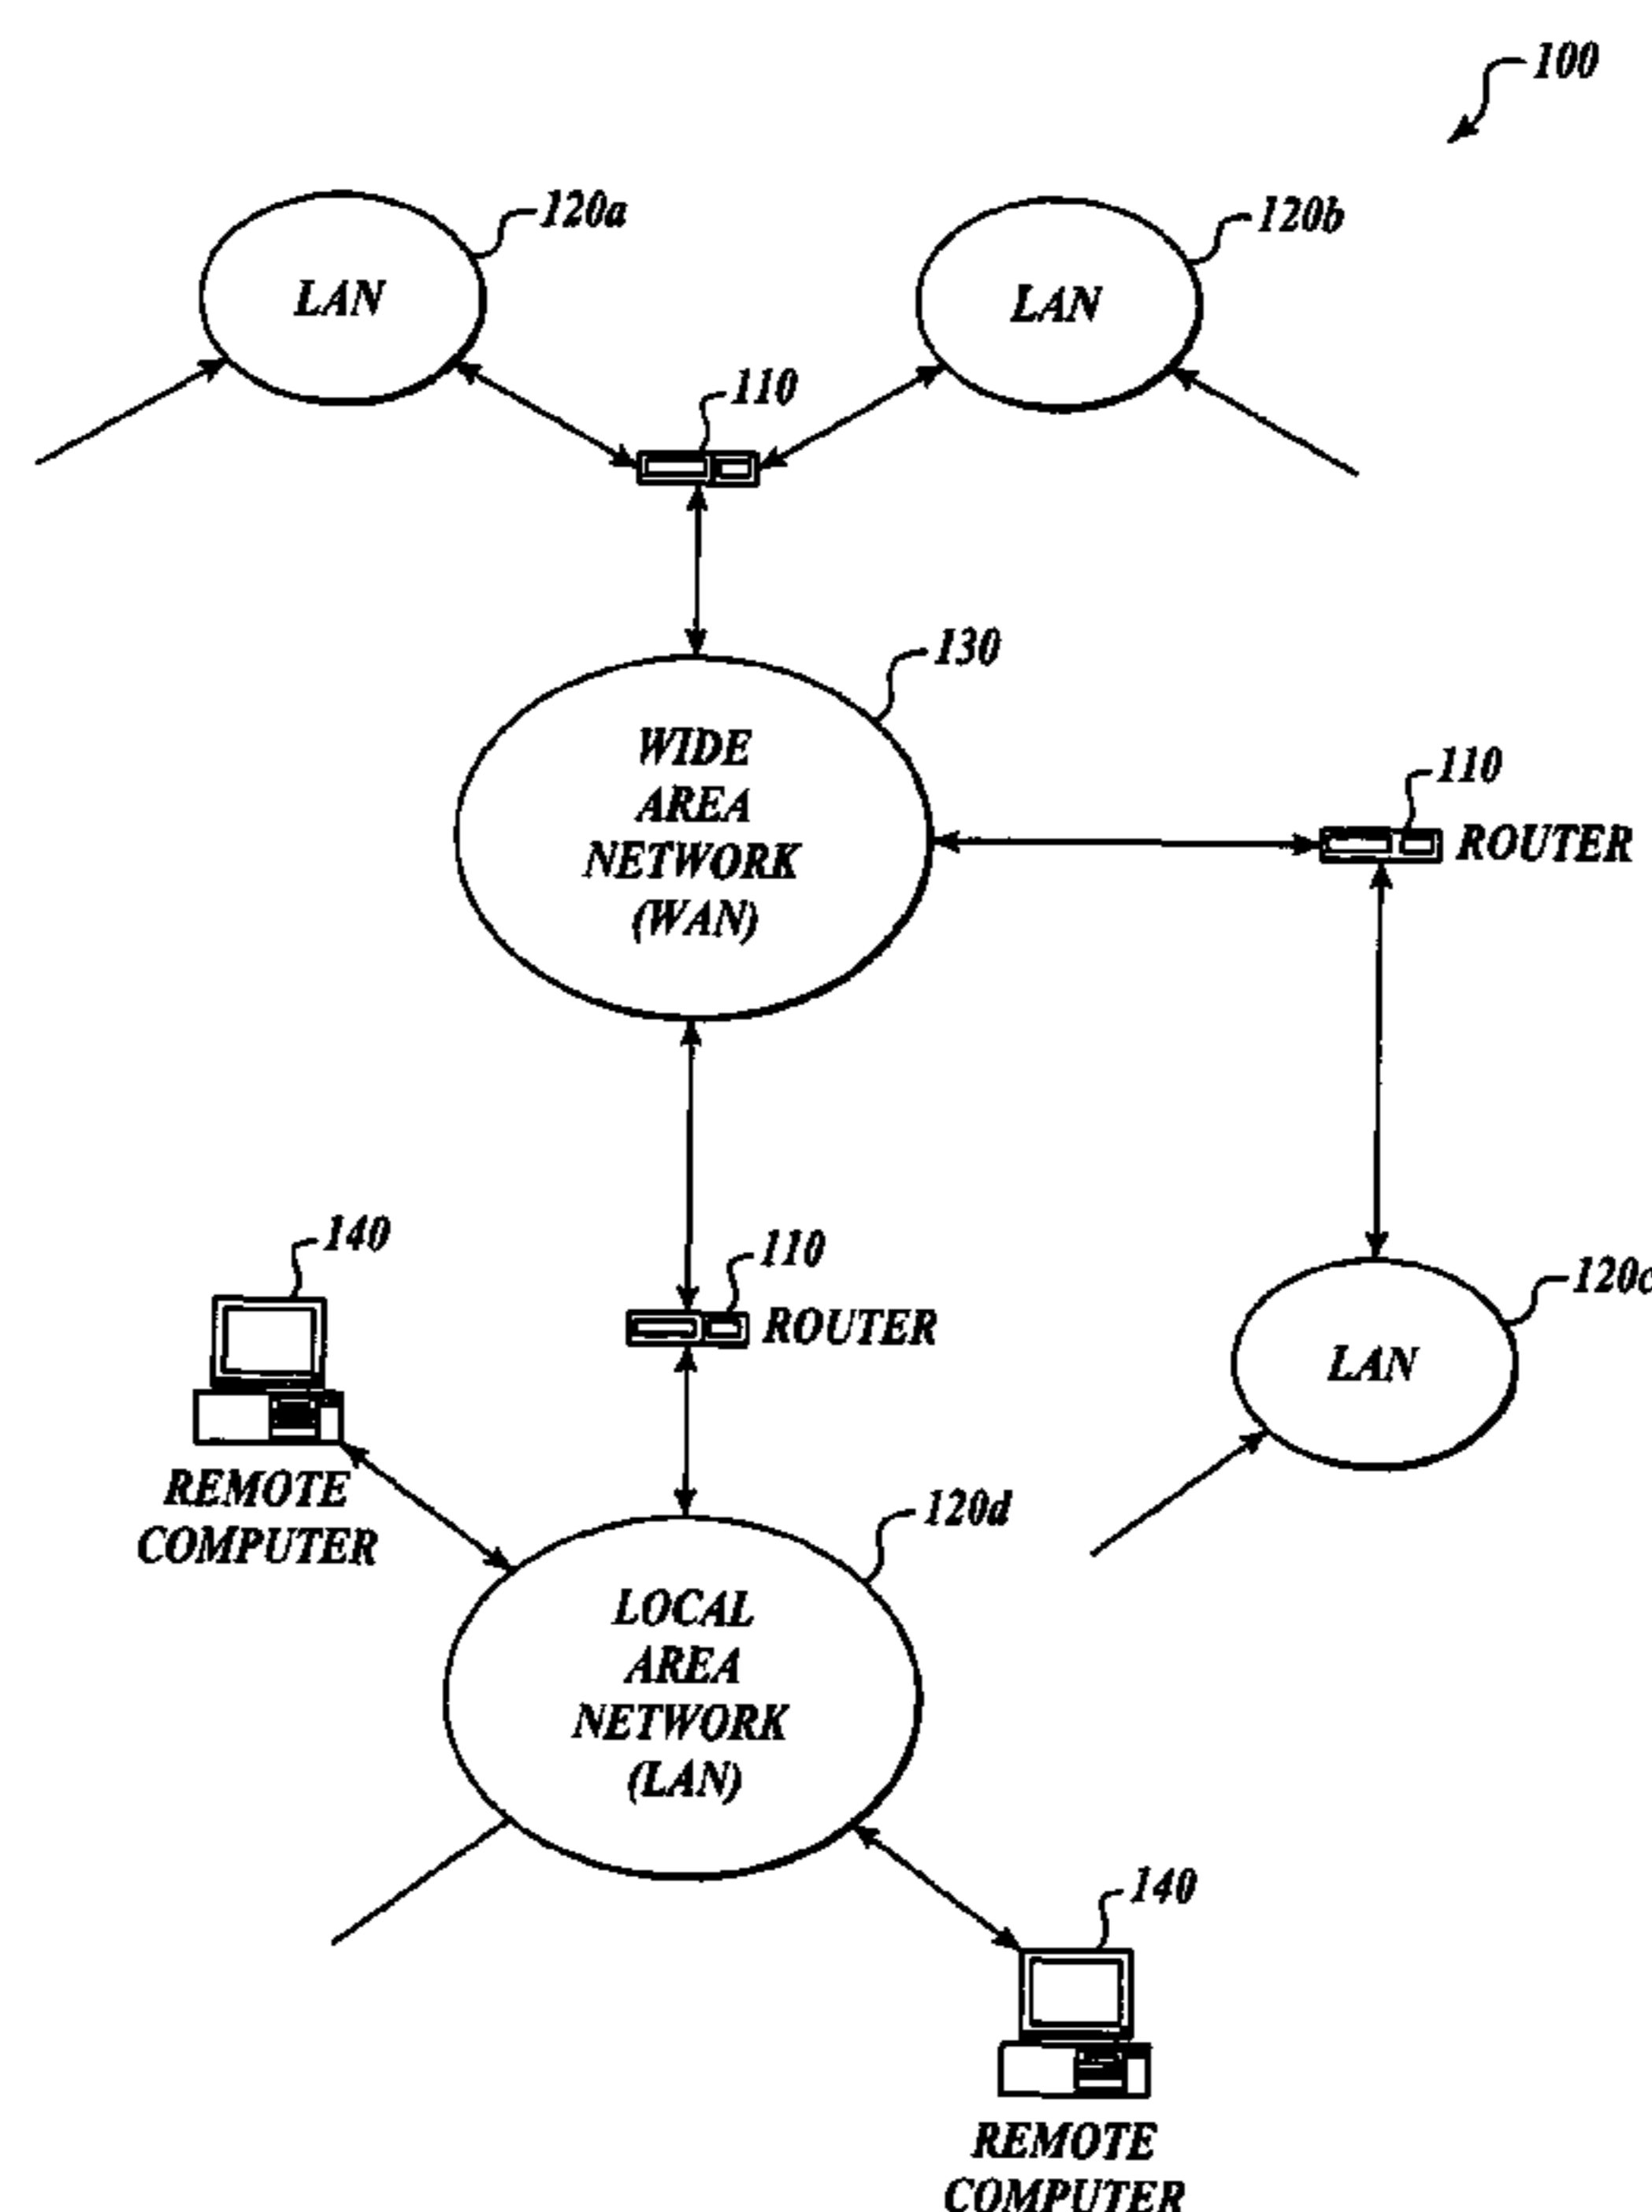 100
120a
120b
LAN
LAN
110
130
WIDE
AREA
NETWORK
(WAN)
110
ROUTER
140
110
ROUTER
120c
LAN
REMOTE
COMPUTER
120d
LOCAL
AREA
NETWORK
(LAN)
140
REMOTE
COMPUTER